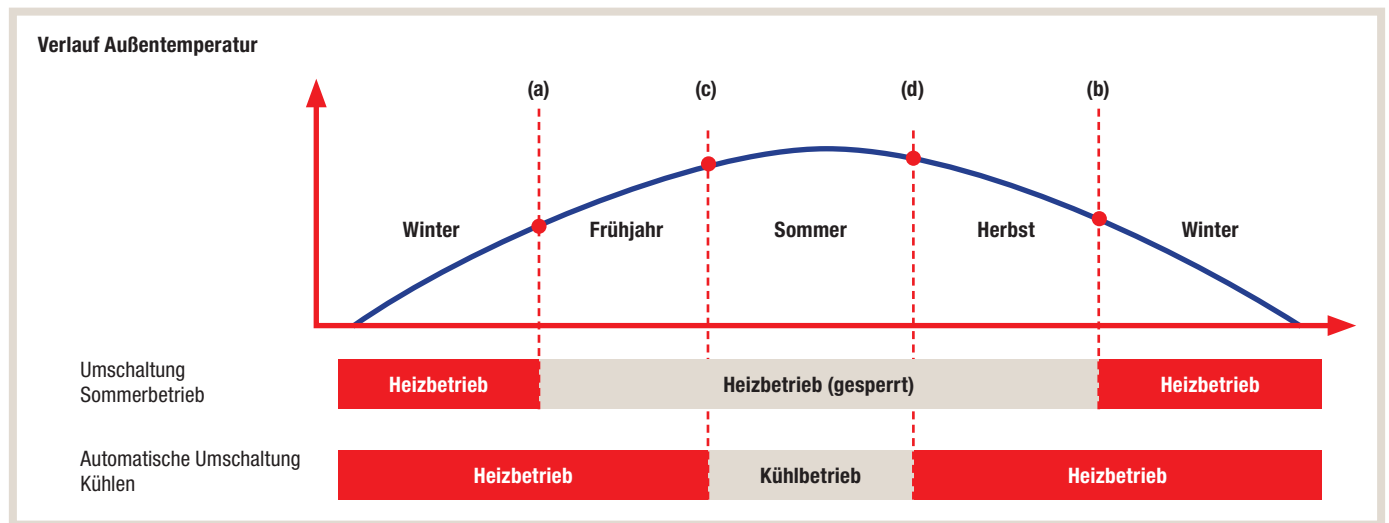 Verlauf Außentemperatur
(a)
(c)
(d)
(b)
Winter
Frühjahr
Sommer
Herbst
Winter
Umschaltung
Sommerbetrieb
Heizbetrieb
Heizbetrieb (gesperrt)
Heizbetrieb
Automatische Umschaltung
Kühlen
Heizbetrieb
Kühlbetrieb
Heizbetrieb